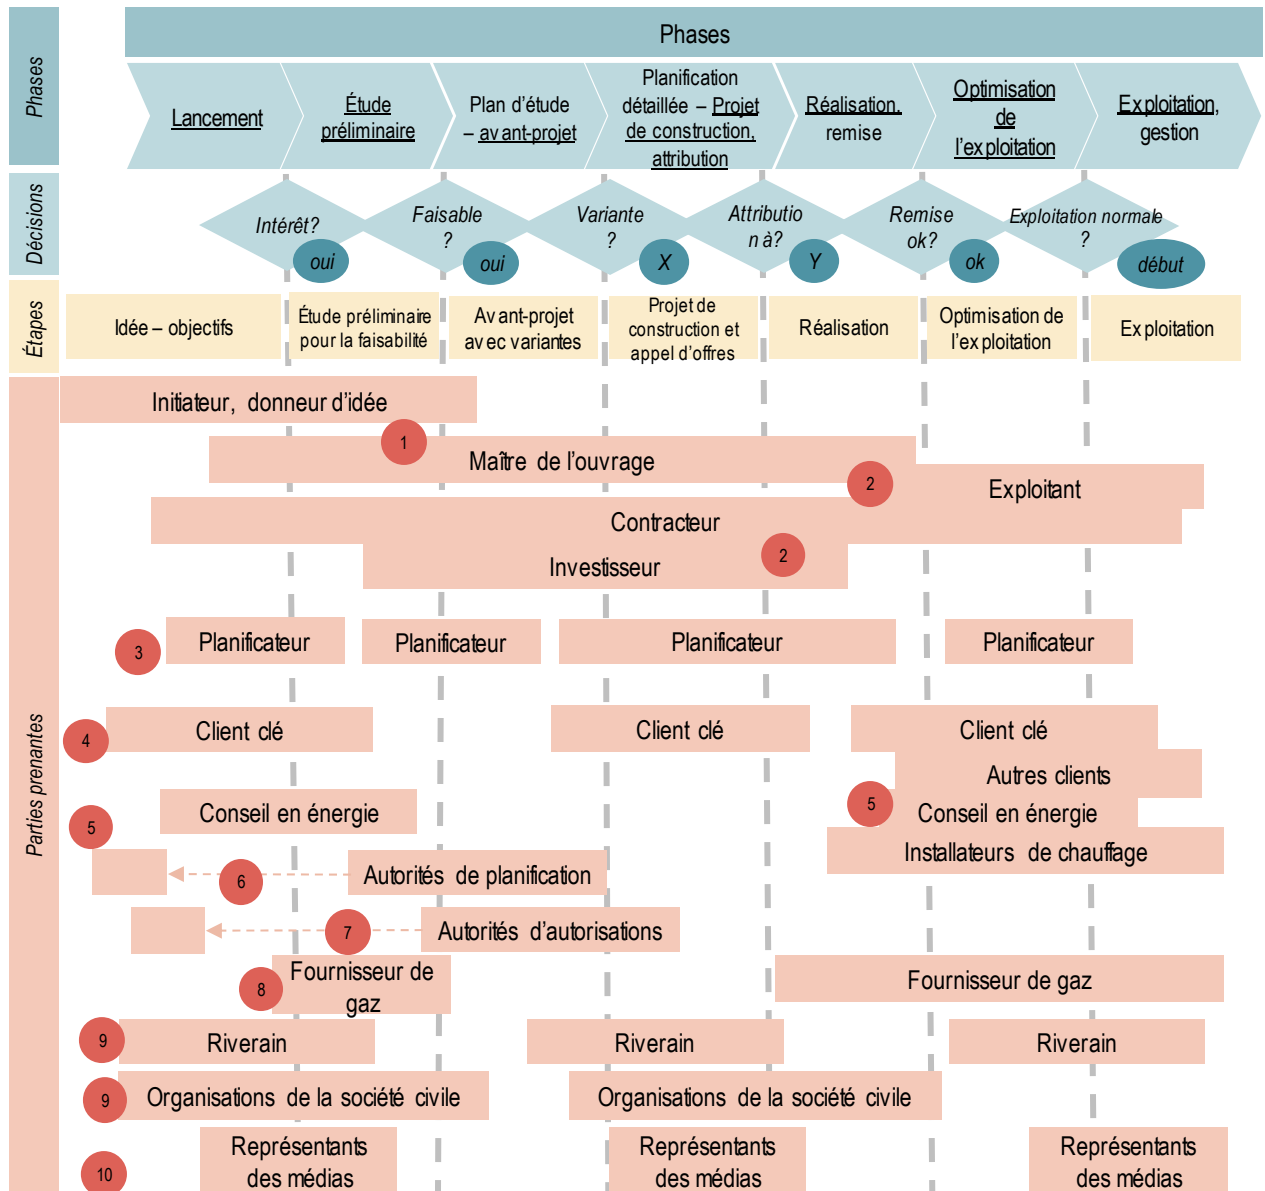 Phases
Phases
Lancement
Étude
préliminaire
Plan d’étude
– avant-projet
Planification
détaillée – Projet
de construction,
attribution
Réalisation,
remise
Optimisation
de
l’exploitation
Exploitation,
gestion
Décisions
Intérêt?
oui
Faisable
?
oui
Variante
?
X
Attributio
n à?
Y
Remise
ok?
ok
Exploitation normale
?
début
Étapes
Idée – objectifs
Étude préliminaire
pour la faisabilité
Avant-projet
avec variantes
Projet de
construction et
appel d’offres
Réalisation
Optimisation de
l’exploitation
Exploitation
Parties prenantes
Initiateur, donneur d’idée
1
Maître de l’ouvrage
2
Exploitant
Contracteur
2
Investisseur
3
Planificateur
Planificateur
Planificateur
Planificateur
4
Client clé
Client clé
Client clé
Autres clients
5
Conseil en énergie
5
Conseil en énergie
Installateurs de chauffage
6
Autorités de planification
7
Autorités d’autorisations
8
Fournisseur de
gaz
Fournisseur de gaz
9
Riverain
Riverain
Riverain
9
Organisations de la société civile
Organisations de la société civile
10
Représentants
des médias
Représentants
des médias
Représentants
des médias